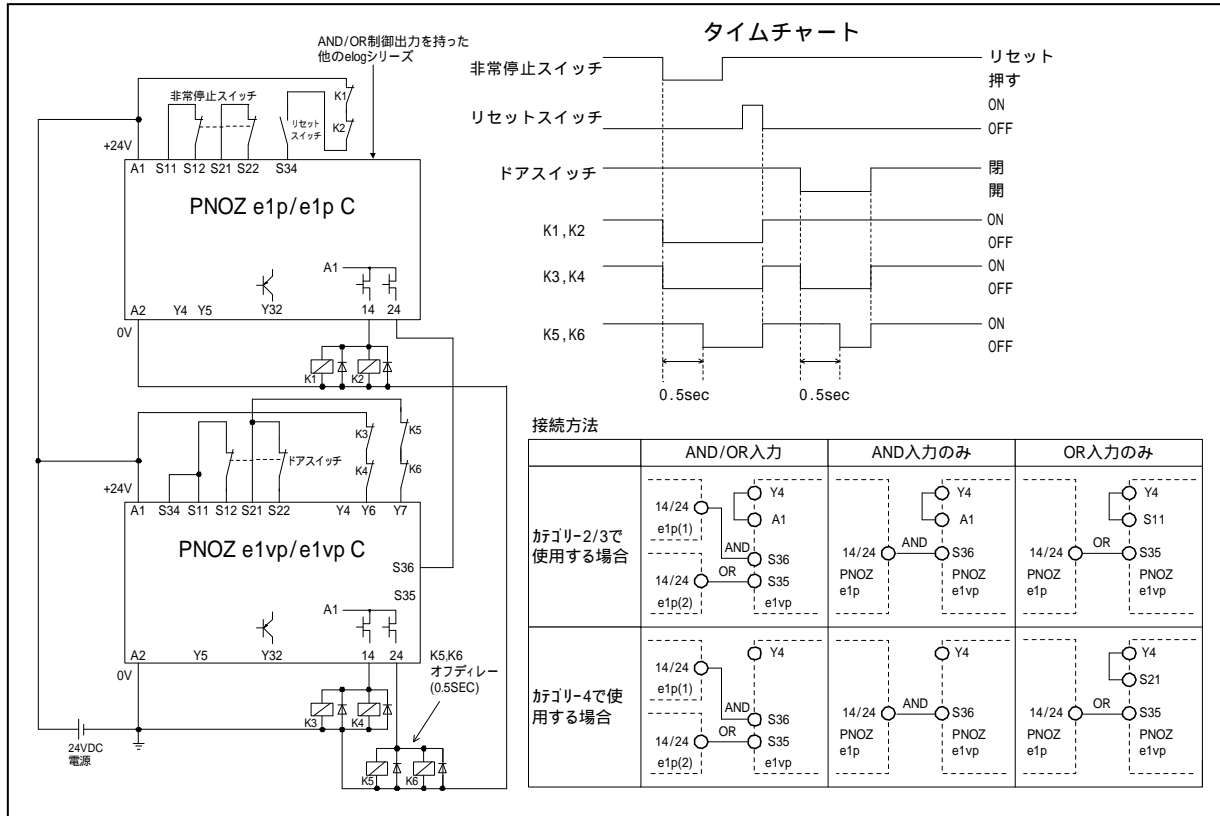 AND/OR制御出力を持った
他のelogシリーズ
非常停止スイッチ
リセット
スイッチ
K1
K2
+24V
A1 S11 S12 S21 S22 S34
PNOZ e1p/e1p C
A1
A2 Y4 Y5 Y32 14 24
0V
K1 K2
K3 K5
K4 K6
ドアスイッチ
+24V
A1 S34 S11 S12 S21 S22 Y4 Y6 Y7
PNOZ e1vp/e1vp C
S36
S35
A1
A2 Y5 Y32 14 24
0V
K5,K6
オフディレー
(0.5SEC)
K3 K4
24VDC
電源
K5 K6
タイムチャート
非常停止スイッチ リセット
押す
リセットスイッチ ON
OFF
ドアスイッチ 閉
開
K1,K2 ON
OFF
K3,K4 ON
OFF
K5,K6 ON
OFF
0.5sec 0.5sec
接続方法
AND/OR入力 AND入力のみ OR入力のみ
カテゴリー2/3で
使用する場合
14/24
e1p(1)
Y4
A1
AND
S36
14/24
e1p(2)
OR
S35
e1vp
Y4
A1
14/24 AND S36
PNOZ
e1p
PNOZ
e1vp
Y4
S11
14/24 OR S35
PNOZ
e1p
PNOZ
e1vp
カテゴリー4で使
用する場合
14/24
e1p(1)
Y4
AND
S36
14/24
e1p(2)
OR
S35
e1vp
Y4
14/24 AND S36
PNOZ
e1p
PNOZ
e1vp
Y4
S21
14/24 OR S35
PNOZ
e1p
PNOZ
e1vp